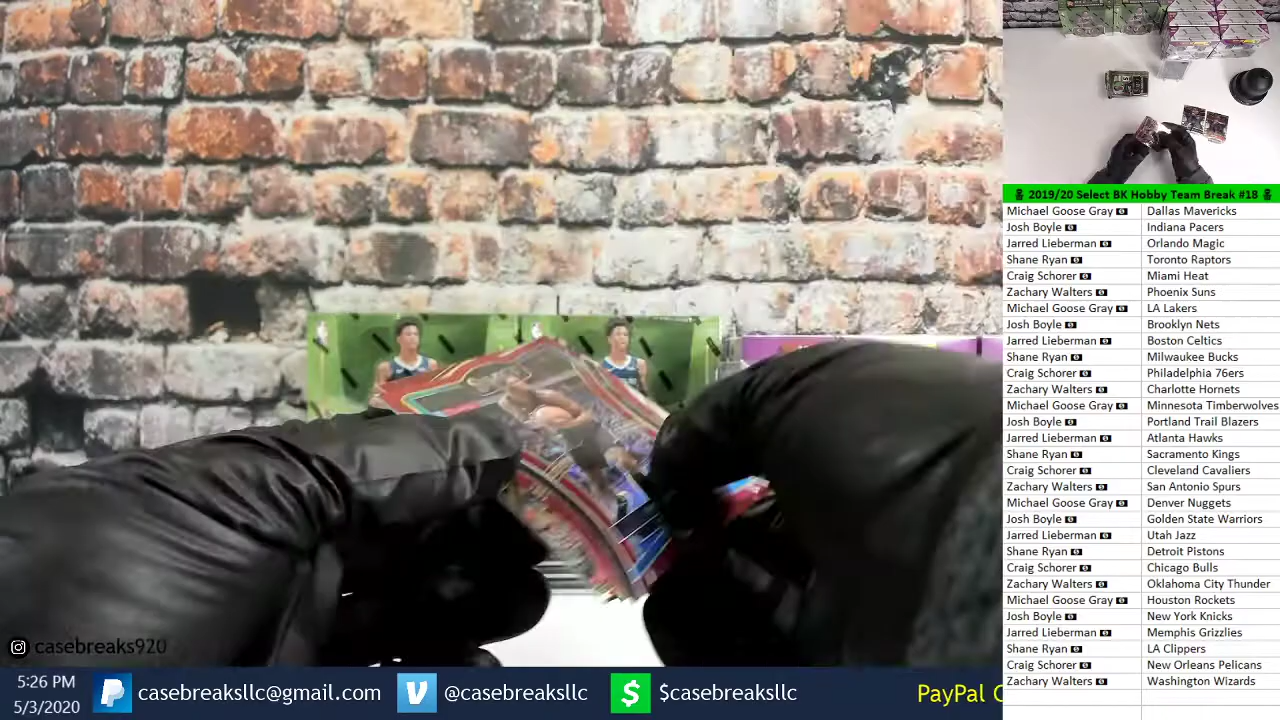 2019/20 Select BK Hobby Team Break #18
Michael Goose Gray Dallas Mavericks
Josh Boyle Indiana Pacers
Jarred Lieberman Orlando Magic
Shane Ryan Toronto Raptors
Craig Schorer Miami Heat
Zachary Walters Phoenix Suns
Michael Goose Gray LA Lakers
Josh Boyle Brooklyn Nets
Jarred Lieberman Boston Celtics
Shane Ryan Milwaukee Bucks
Craig Schorer Philadelphia 76ers
Zachary Walters Charlotte Hornets
Michael Goose Gray Minnesota Timberwolves
Josh Boyle Portland Trail Blazers
Jarred Lieberman Atlanta Hawks
Shane Ryan Sacramento Kings
Craig Schorer Cleveland Cavaliers
Zachary Walters San Antonio Spurs
Michael Goose Gray Denver Nuggets
Josh Boyle Golden State Warriors
Jarred Lieberman Utah Jazz
Shane Ryan Detroit Pistons
Craig Schorer Chicago Bulls
Zachary Walters Oklahoma City Thunder
Michael Goose Gray Houston Rockets
Josh Boyle New York Knicks
Jarred Lieberman Memphis Grizzlies
Shane Ryan LA Clippers
Craig Schorer New Orleans Pelicans
Zachary Walters Washington Wizards
casebreaks920
5:26 PM
5/3/2020
casebreaksllc@gmail.com
@casebreaksllc
$casebreaksllc
PayPal